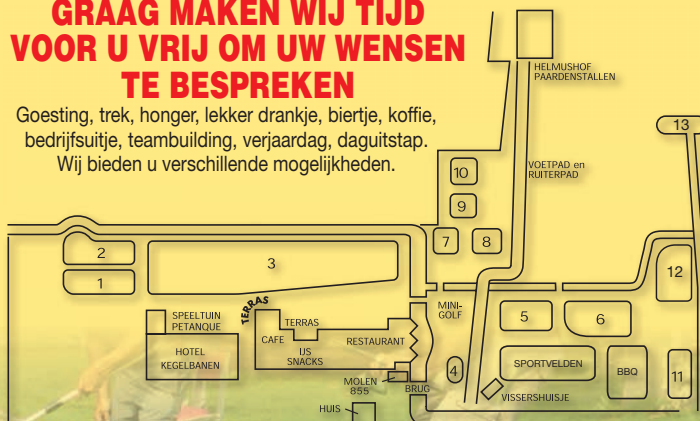 GRAAG MAKEN WIJ TIJD
VOOR U VRIJ OM UW WENSEN
TE BESPREKEN
Goesting, trek, honger, lekker drankje, biertje, koffie,
bedrijfsuitje, teambuilding, verjaardag, daguitstap.
Wij bieden u verschillende mogelijkheden.
HELMUSHOF
PAARDENSTALLEN
13
VOETPAD en
RUITERPAD
10
9
7
8
2
1
3
12
MINI-
GOLF
5
6
TERRAS
SPEELTUIN
PETANQUE
TERRAS
CAFE
RESTAURANT
HOTEL
KEGELBANEN
IJS
SNACKS
4
SPORTVELDEN
BBQ
11
MOLEN
855
BRUG
VISSERSHUISJE
HUIS